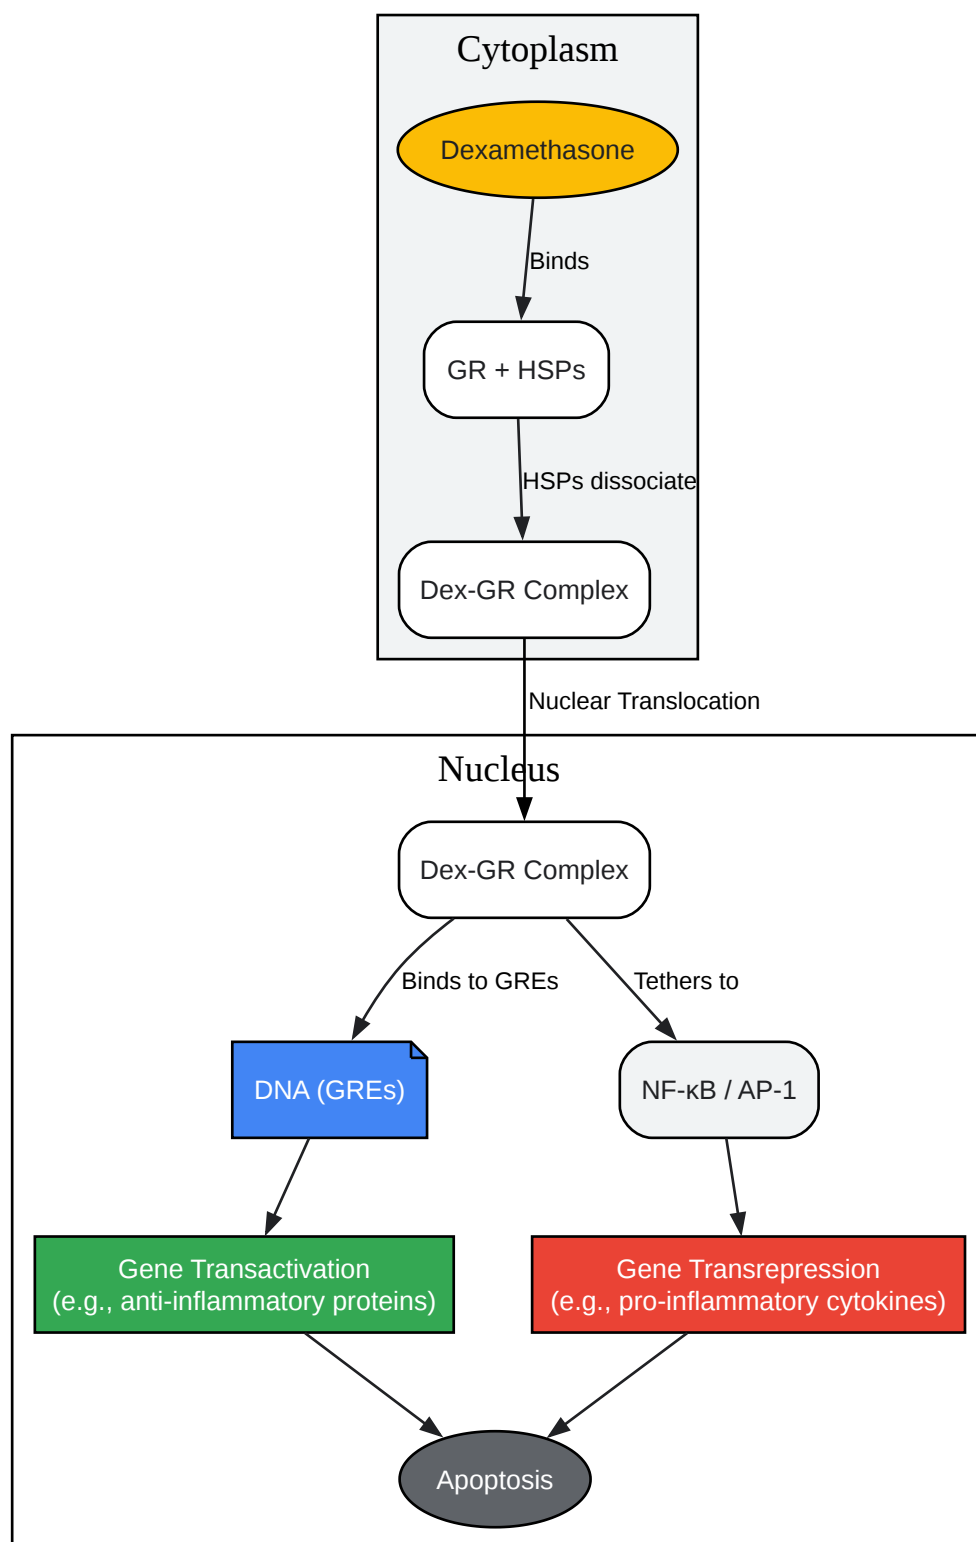 Cytoplasm
Dexamethasone
Binds
GR + HSPs
HSPs dissociate
Dex-GR Complex
Nuclear Translocation
Nucleus
Dex-GR Complex
Binds to GREs
Tethers to
DNA (GREs)
NF-κB / AP-1
Gene Transactivation
(e.g., anti-inflammatory proteins)
Gene Transrepression
(e.g., pro-inflammatory cytokines)
Apoptosis